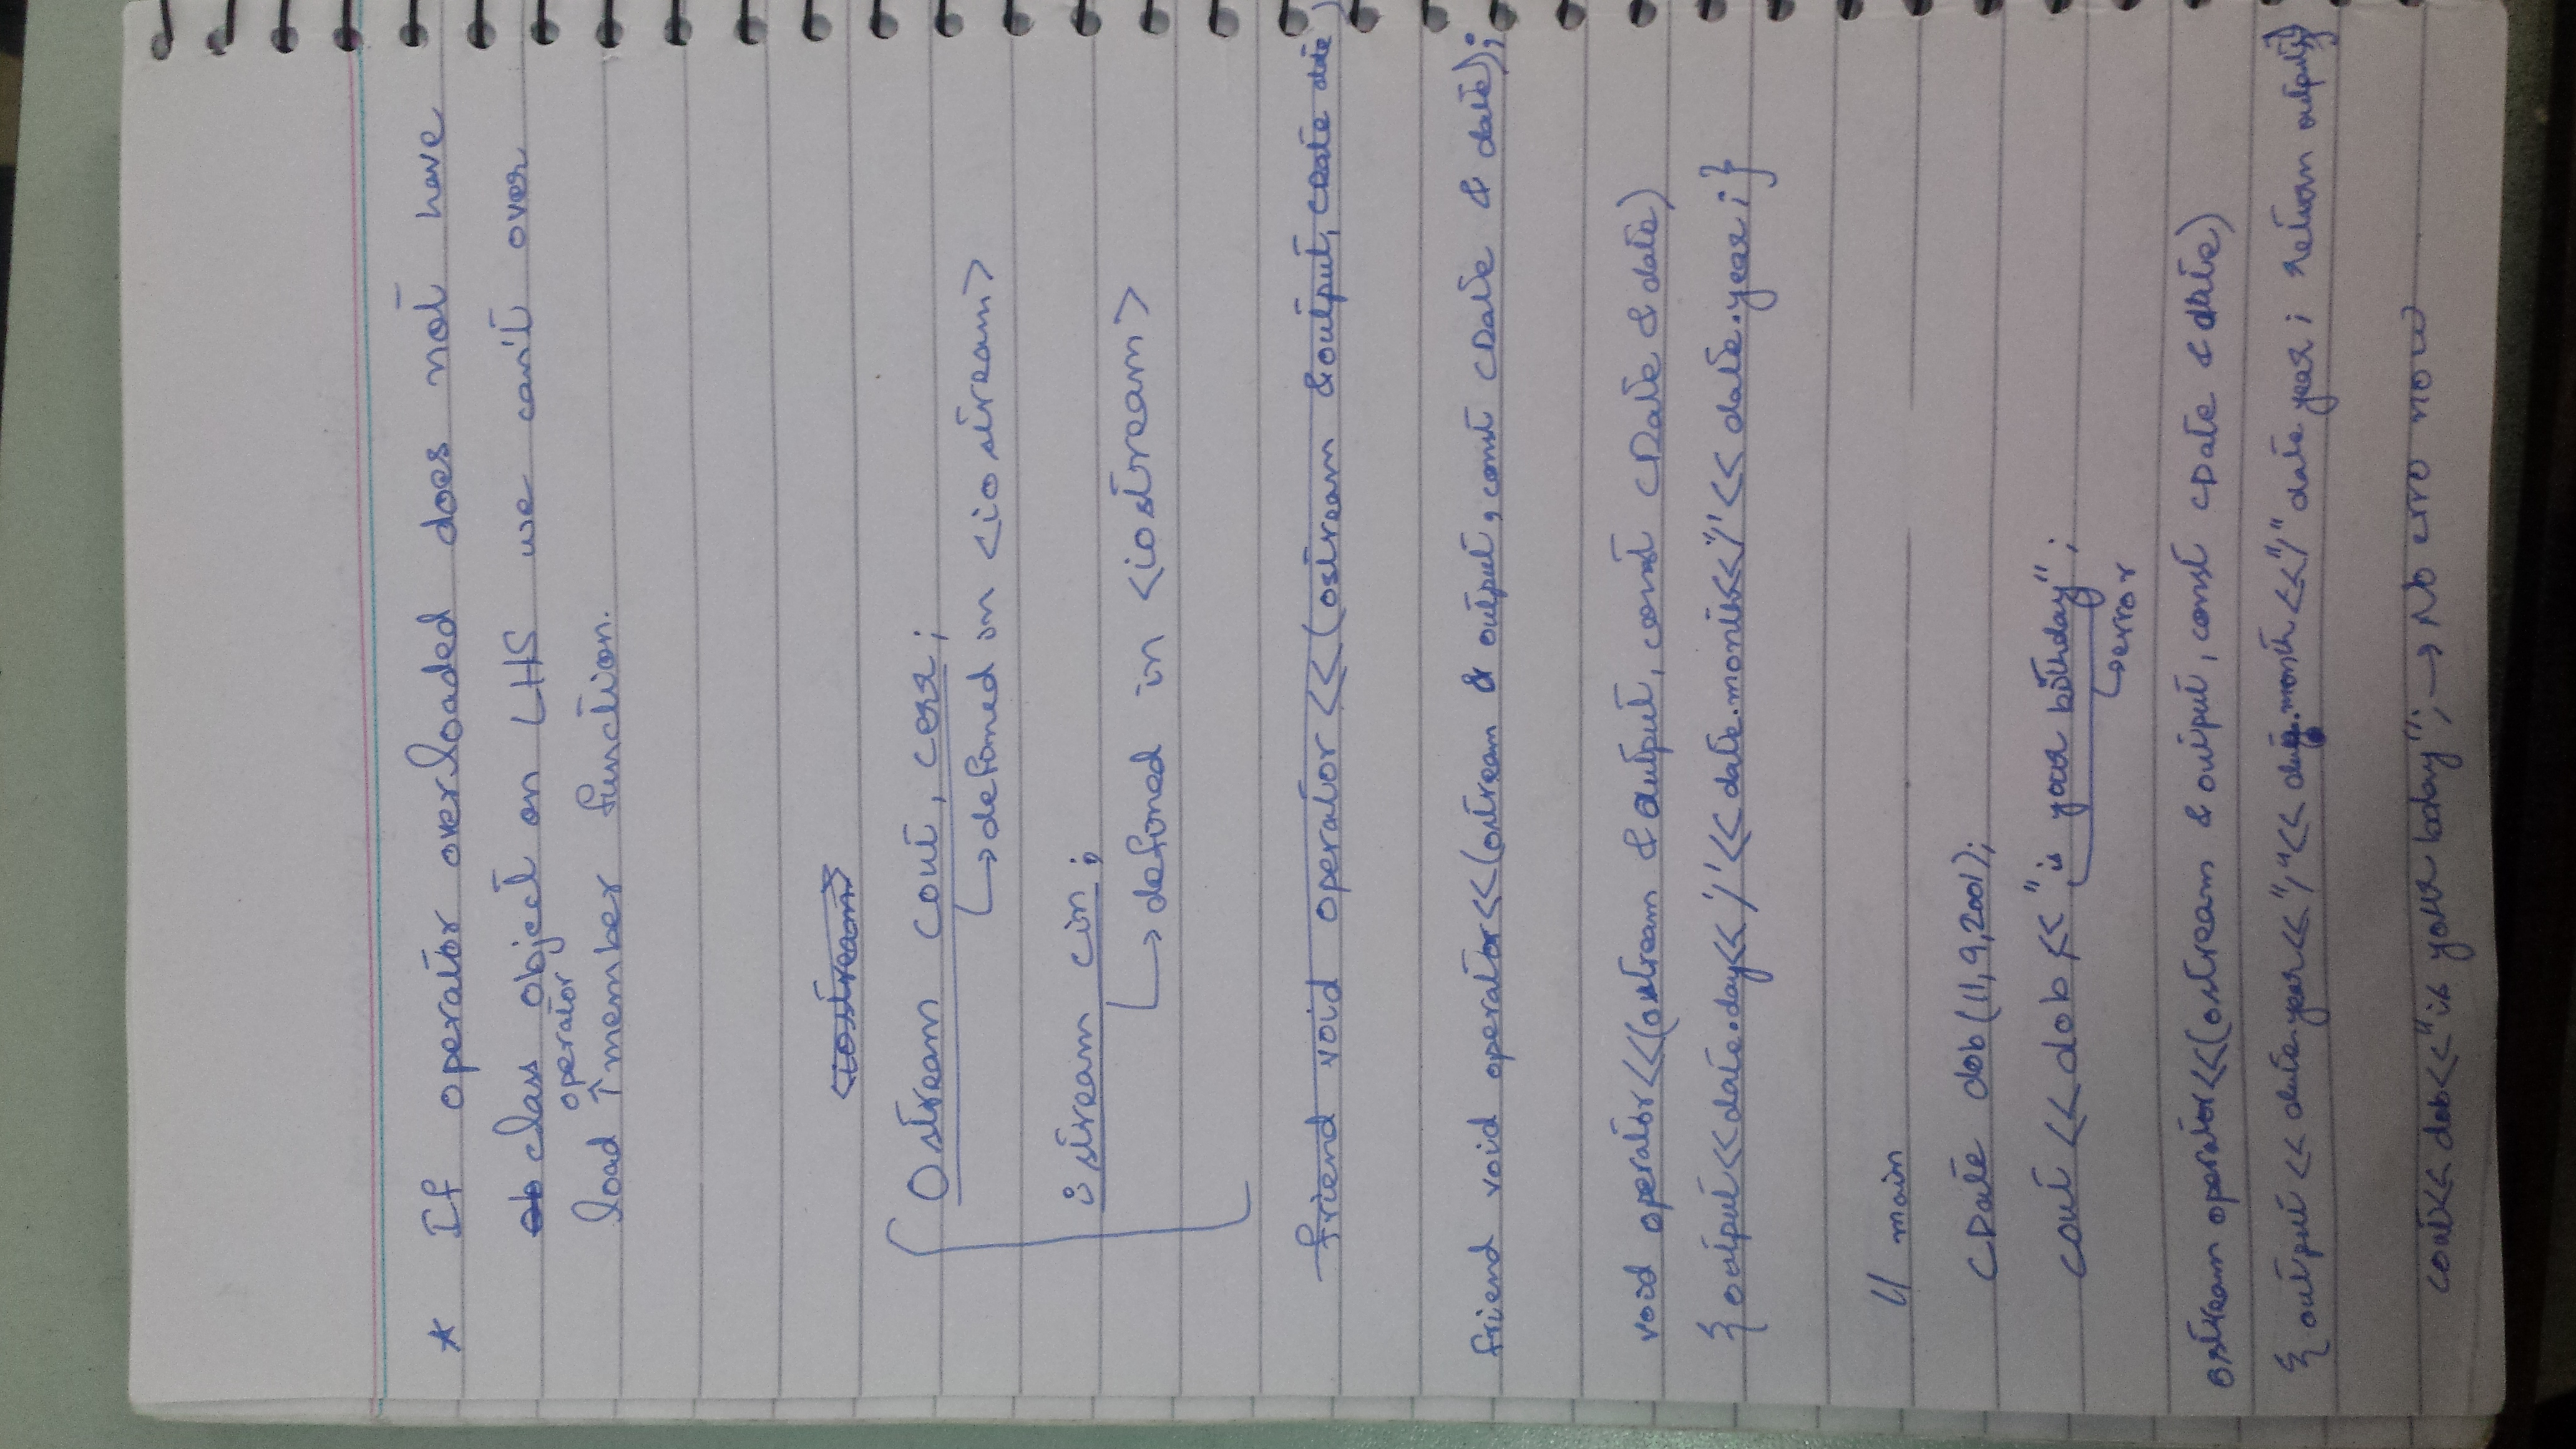 * If operator overloaded does not have
ob class object on LHS we can't over
load operator member function.
<iostream>
Ostream cout, cerr;
→ defined in <iostream>
istream cin;
→ defined in <iostream>
friend void operator<<(ostream &output, cdate date)
friend void operator<<(ostream & output, const CDate & date);
void operator<<(ostream & output, const CDate & date)
{output<<date.day<<'/'<<date.month<<'/'<<date.year;}
// main
CDate dob(11,9,2001);
cout << dob << "is your birthday";
→ error
ostream operator<<(ostream & output, const CDate & date)
{output << date.year<<"/"<< date.month<<"/" date year; return output;}
cout<<dob<<"is your bday"; → No erro now